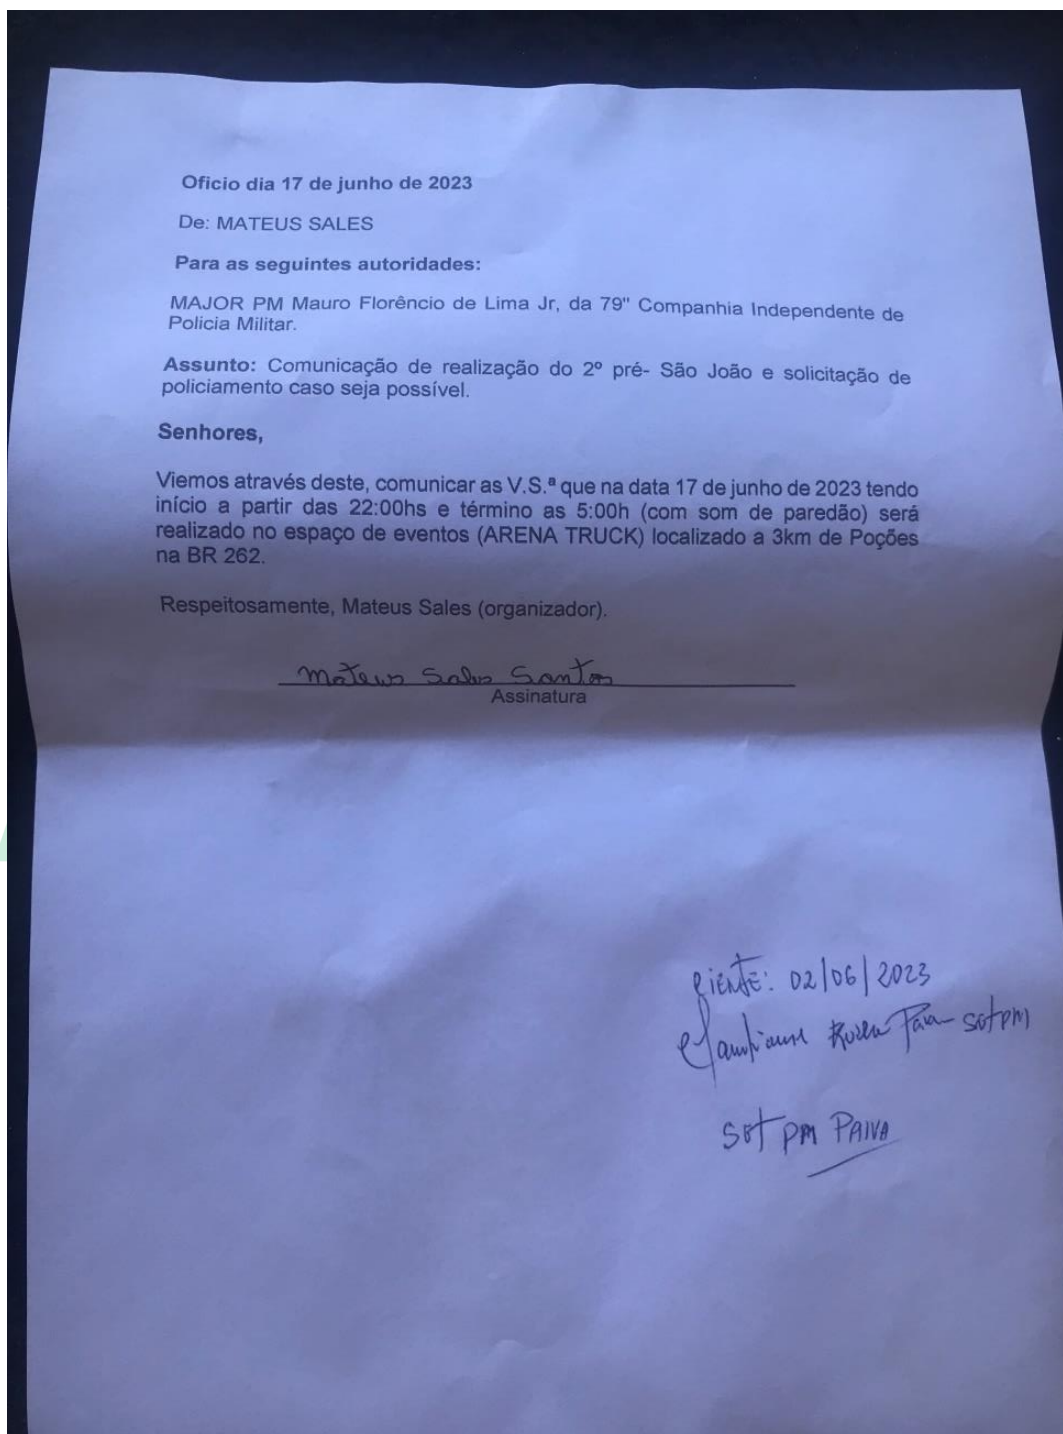 Oficio dia 17 de junho de 2023
De: MATEUS SALES
Para as seguintes autoridades:
MAJOR PM Mauro Florêncio de Lima Jr, da 79" Companhia Independente de
Policia Militar.
Assunto: Comunicação de realização do 2º pré- São João e solicitação de
policiamento caso seja possível.
Senhores,
Viemos através deste, comunicar as V.S.ª que na data 17 de junho de 2023 tendo
início a partir das 22:00hs e término as 5:00h (com som de paredão) será
realizado no espaço de eventos (ARENA TRUCK) localizado a 3km de Poções
na BR 262.
Respeitosamente, Mateus Sales (organizador).
Mateus Sales Santos
Assinatura
Ciente: 02/06/2023
SGT PM
SGT PM PAIVA